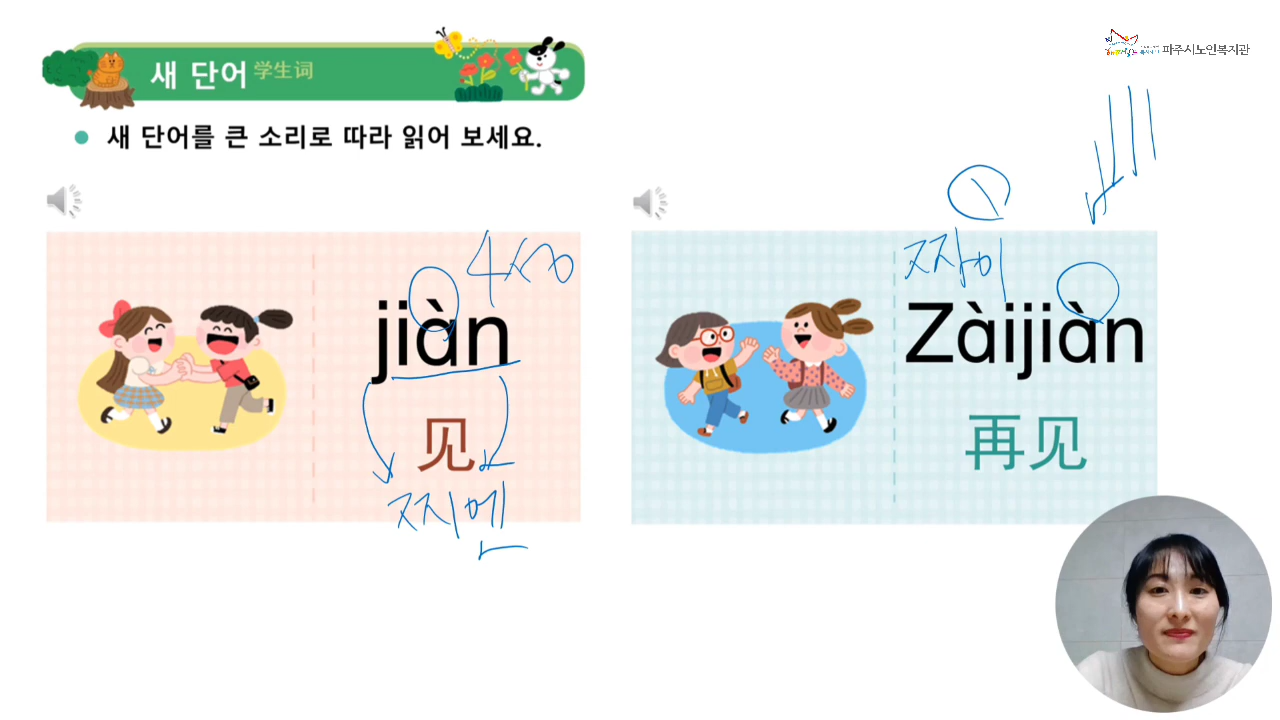 새 단어 学生词
파주시노인복지관
새 단어를 큰 소리로 따라 읽어 보세요.
4성
jiàn
见
찌엔
①
짜이
Zàijiàn
再见